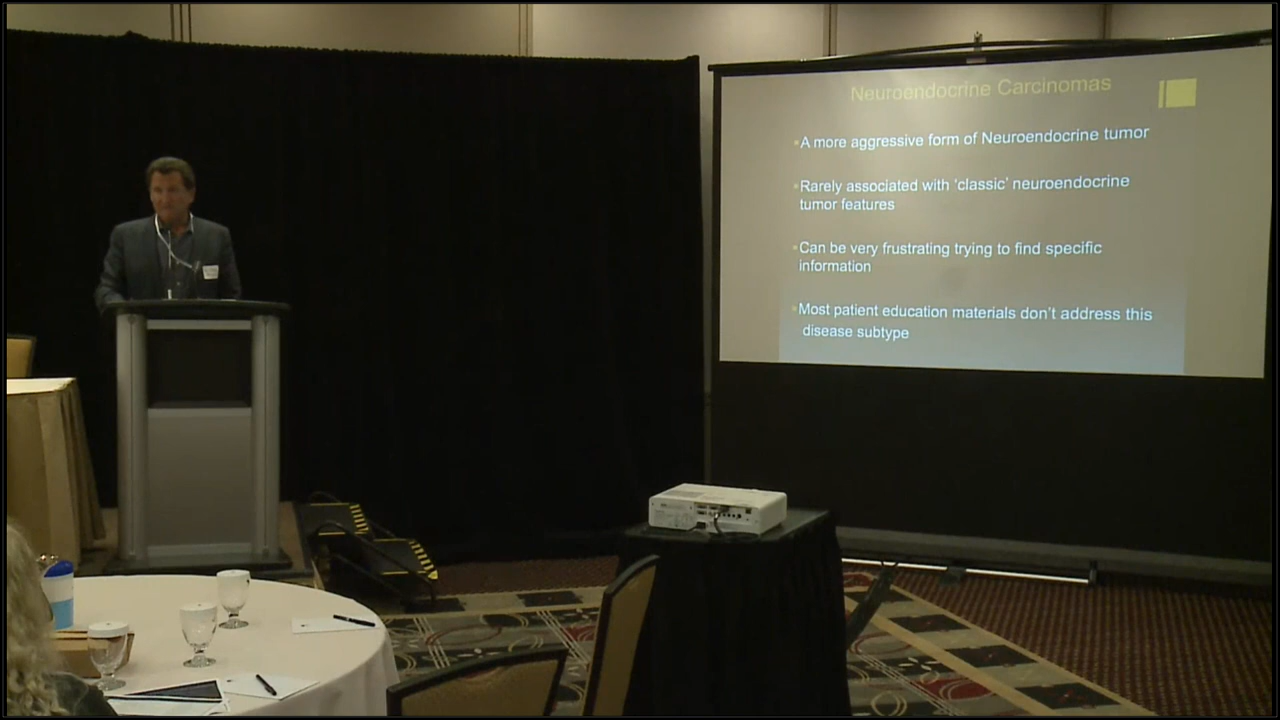 Neuroendocrine Carcinomas
A more aggressive form of Neuroendocrine tumor
Rarely associated with ‘classic’ neuroendocrine
tumor features
Can be very frustrating trying to find specific
information
Most patient education materials don’t address this
disease subtype